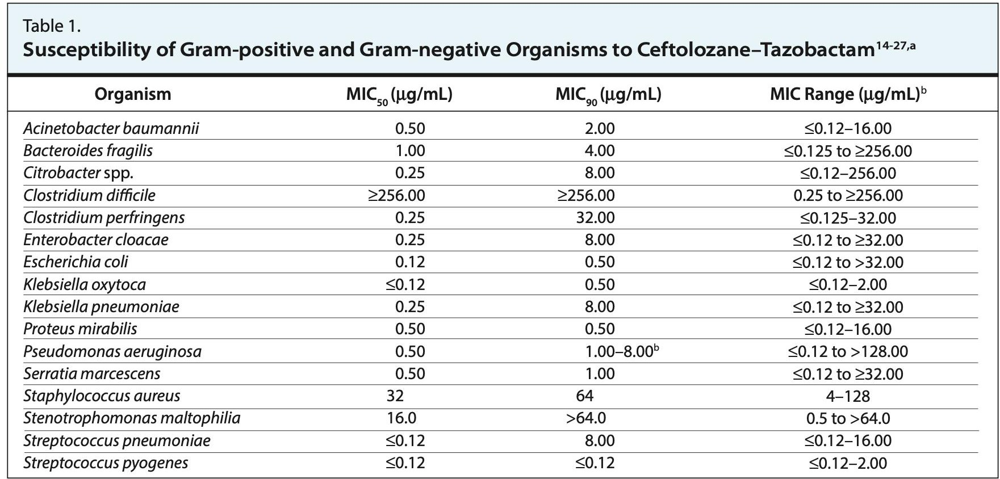 Table 1.
Susceptibility of Gram-positive and Gram-negative Organisms to Ceftolozane–Tazobactam14-27,a
Organism MIC50 (μg/mL) MIC90 (μg/mL) MIC Range (μg/mL)b
Acinetobacter baumannii 0.50 2.00 ≤0.12–16.00
Bacteroides fragilis 1.00 4.00 ≤0.125 to ≥256.00
Citrobacter spp. 0.25 8.00 ≤0.12–256.00
Clostridium difficile ≥256.00 ≥256.00 0.25 to ≥256.00
Clostridium perfringens 0.25 32.00 ≤0.125–32.00
Enterobacter cloacae 0.25 8.00 ≤0.12 to ≥32.00
Escherichia coli 0.12 0.50 ≤0.12 to >32.00
Klebsiella oxytoca ≤0.12 0.50 ≤0.12–2.00
Klebsiella pneumoniae 0.25 8.00 ≤0.12 to ≥32.00
Proteus mirabilis 0.50 0.50 ≤0.12–16.00
Pseudomonas aeruginosa 0.50 1.00–8.00b ≤0.12 to >128.00
Serratia marcescens 0.50 1.00 ≤0.12 to ≥32.00
Staphylococcus aureus 32 64 4–128
Stenotrophomonas maltophilia 16.0 >64.0 0.5 to >64.0
Streptococcus pneumoniae ≤0.12 8.00 ≤0.12–16.00
Streptococcus pyogenes ≤0.12 ≤0.12 ≤0.12–2.00